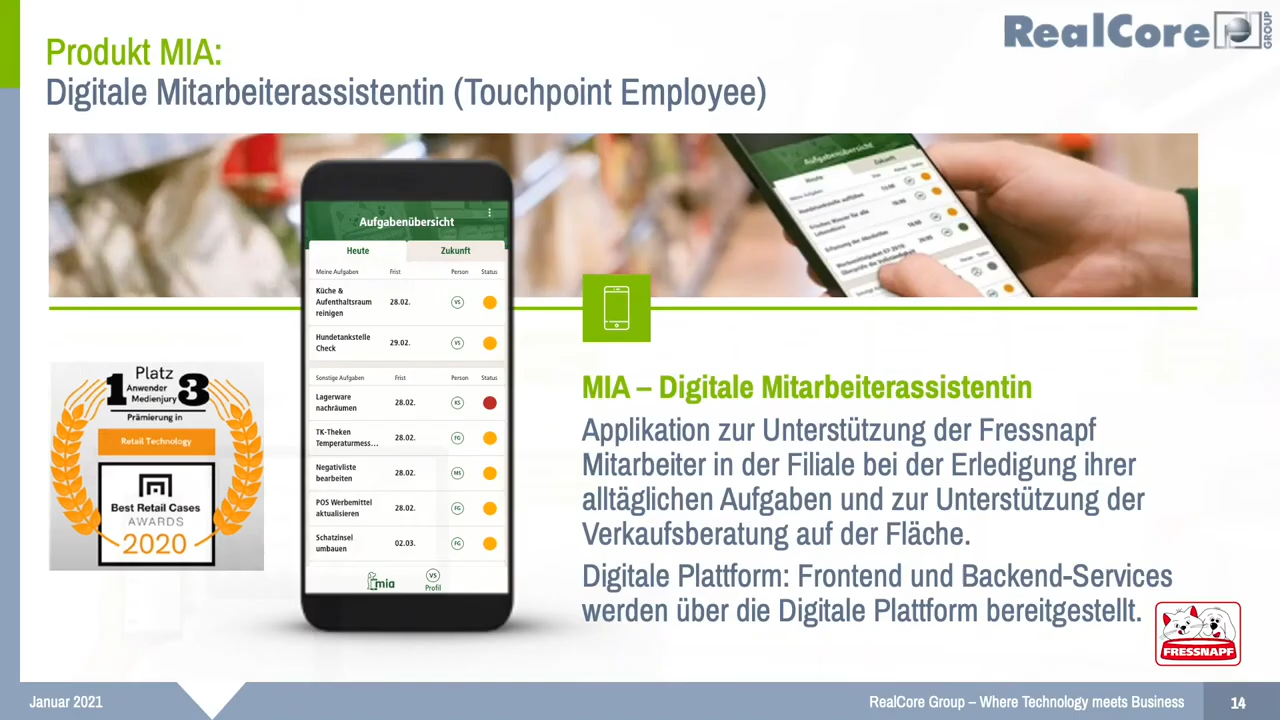 RealCore GROUP
Produkt MIA:
Digitale Mitarbeiterassistentin (Touchpoint Employee)
Aufgabenübersicht
Heute Zukunft
Aufgabenübersicht
Heute Zukunft
Meine Aufgaben Frist Person Status
Küche &
Aufenthaltsraum
reinigen
28.02. VS
Hundetankstelle
Check
29.02. VS
Sonstige Aufgaben Frist Person Status
Lagerware
nachräumen
28.02. KS
TK-Theken
Temperaturmess...
28.02. FG
Negativliste
bearbeiten
28.02. MS
POS Werbemittel
aktualisieren
28.02. FG
Schatzinsel
umbauen
02.03. FG
mia
VS
Profil
Platz
1 Anwender
Medienjury 3
Prämierung in
Retail Technology
Best Retail Cases
AWARDS
2020
MIA – Digitale Mitarbeiterassistentin
Applikation zur Unterstützung der Fressnapf
Mitarbeiter in der Filiale bei der Erledigung ihrer
alltäglichen Aufgaben und zur Unterstützung der
Verkaufsberatung auf der Fläche.
Digitale Plattform: Frontend und Backend-Services
werden über die Digitale Plattform bereitgestellt.
FRESSNAPF
Januar 2021
RealCore Group – Where Technology meets Business
14